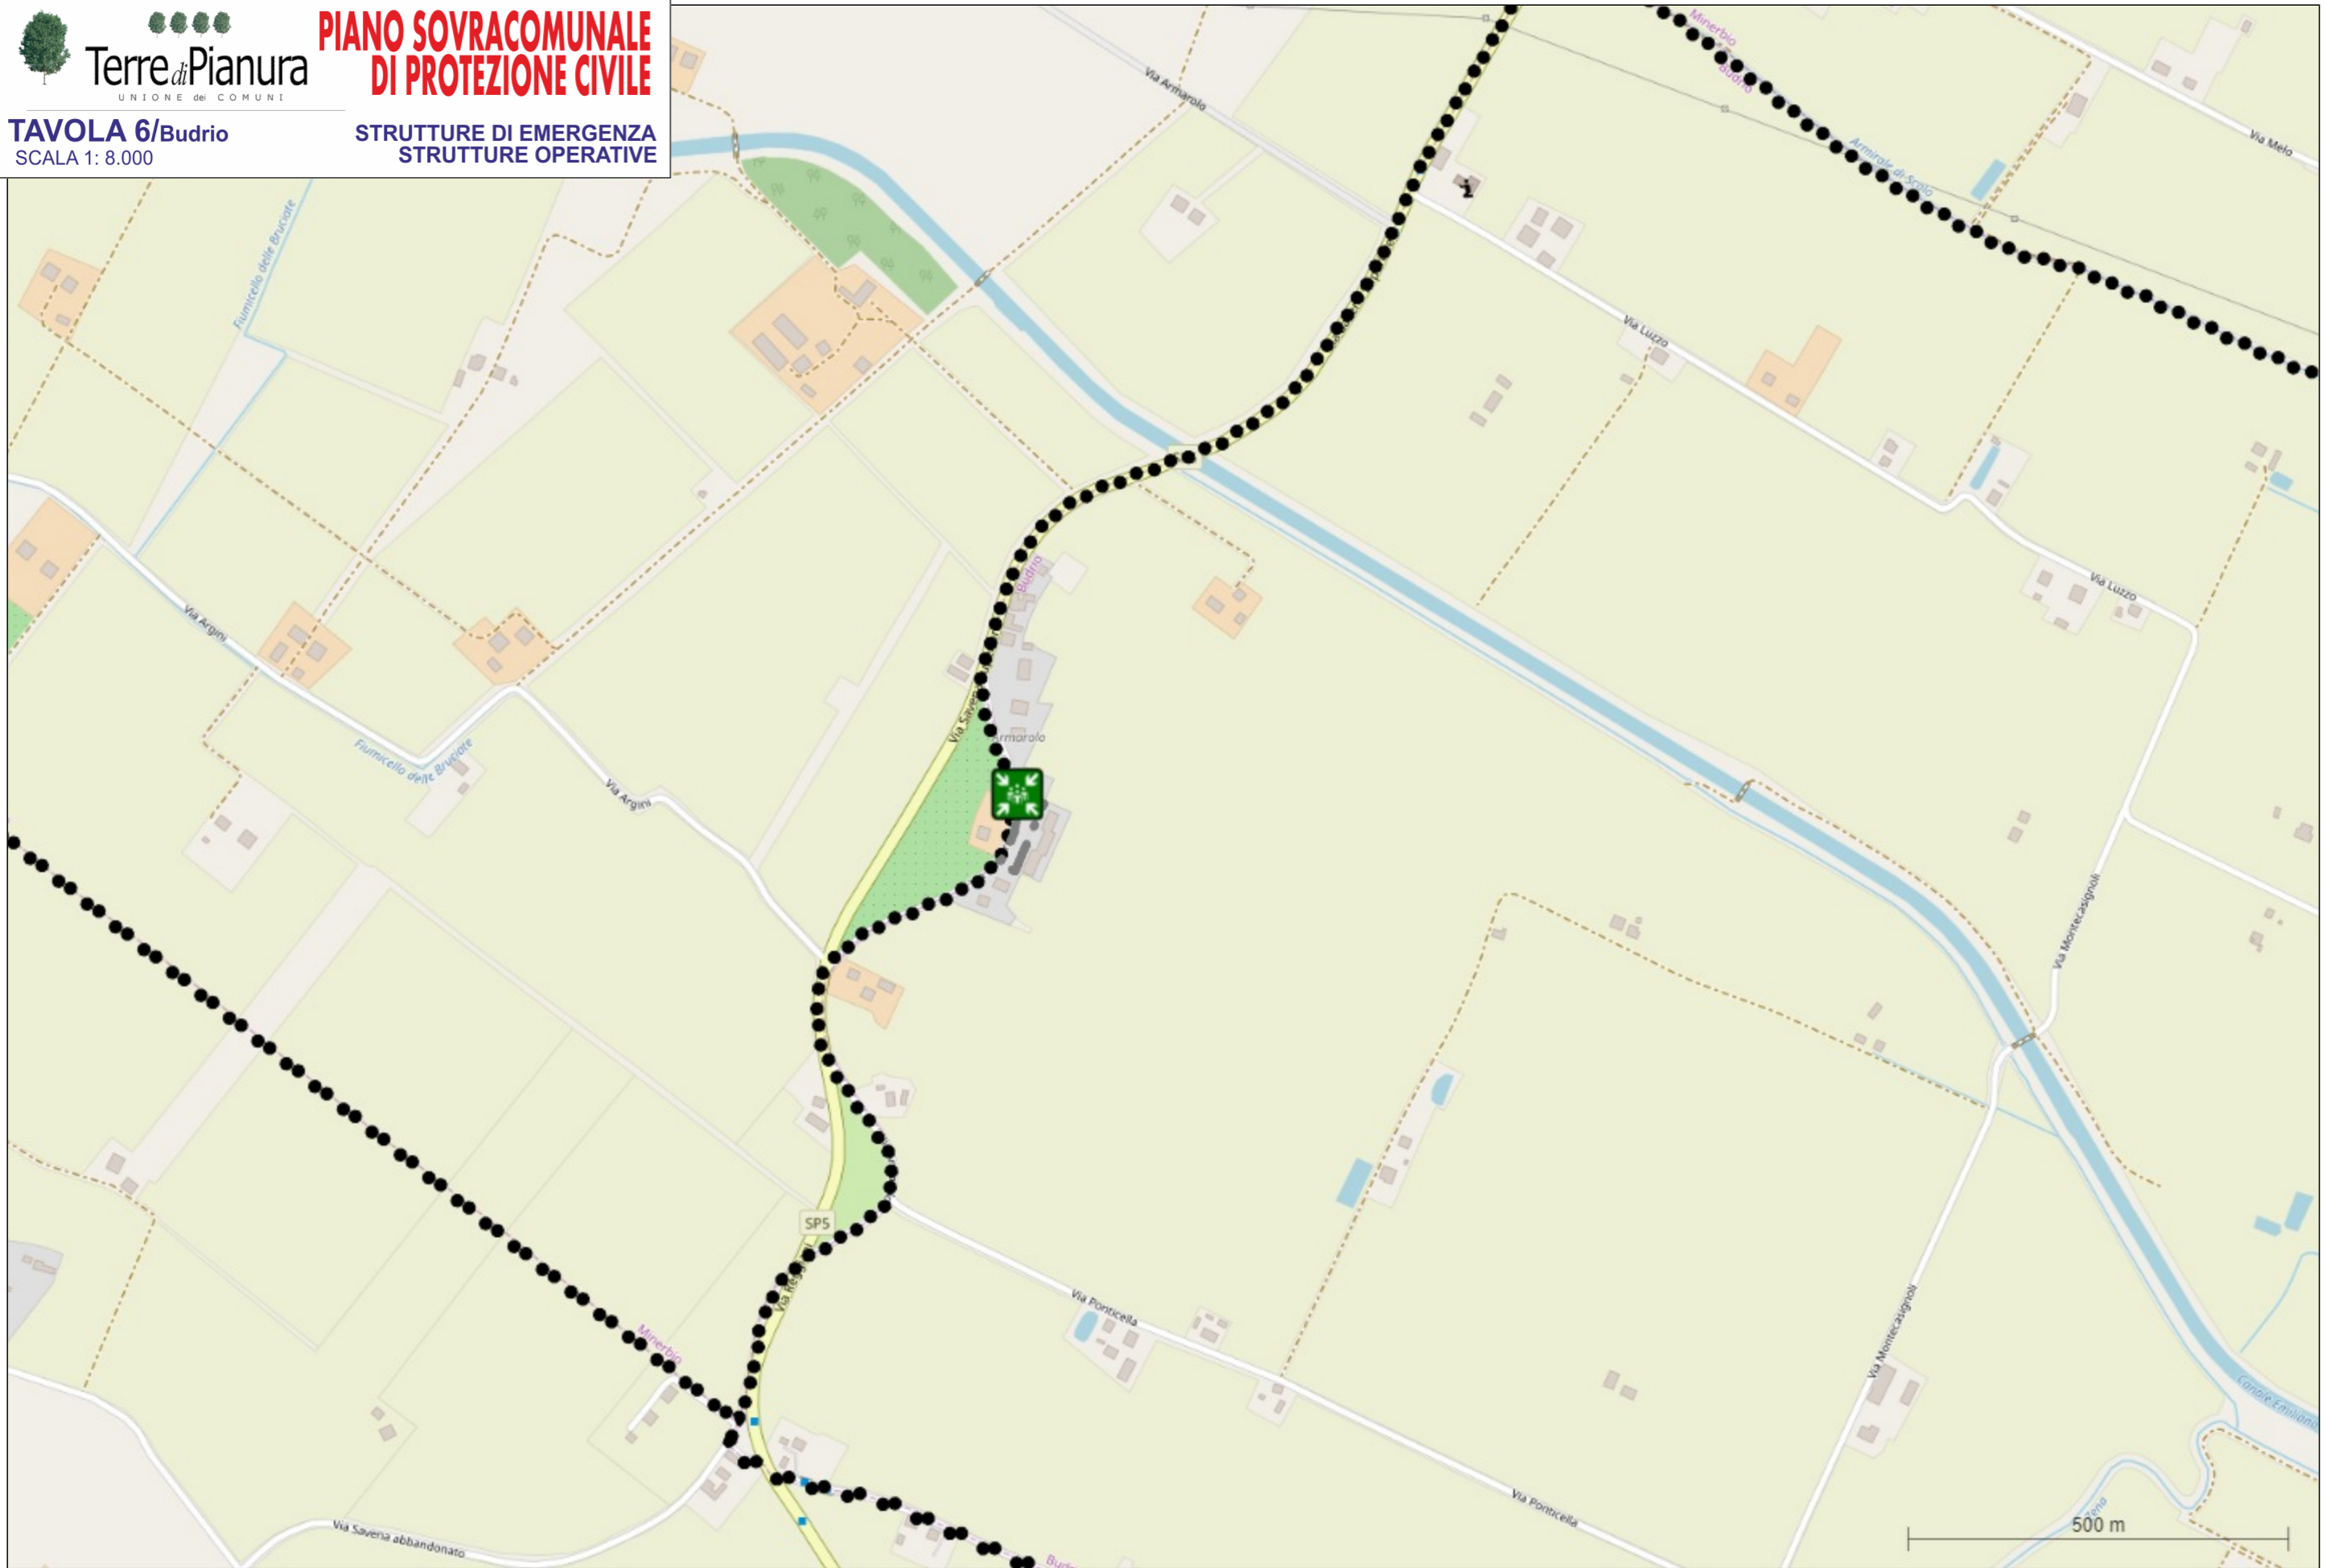 Terre di Pianura
UNIONE dei COMUNI
PIANO SOVRACOMUNALE
DI PROTEZIONE CIVILE
TAVOLA 6/Budrio
SCALA 1: 8.000
STRUTTURE DI EMERGENZA
STRUTTURE OPERATIVE
Minerbio
Budrio
Via Armarolo
Via Melo
Armirale di Scolo
Fiumicello delle Bruciate
Via Luzzo
Budrio
Via Luzzo
Via Argini
Armarolo
Fiumicello delle Bruciate
Via Argini
Via Montecasignoli
SP5
Via Ponticella
Minerbio
Via Montecasignoli
Canale Emiliano
Via Ponticella
Via Savena abbandonato
500 m